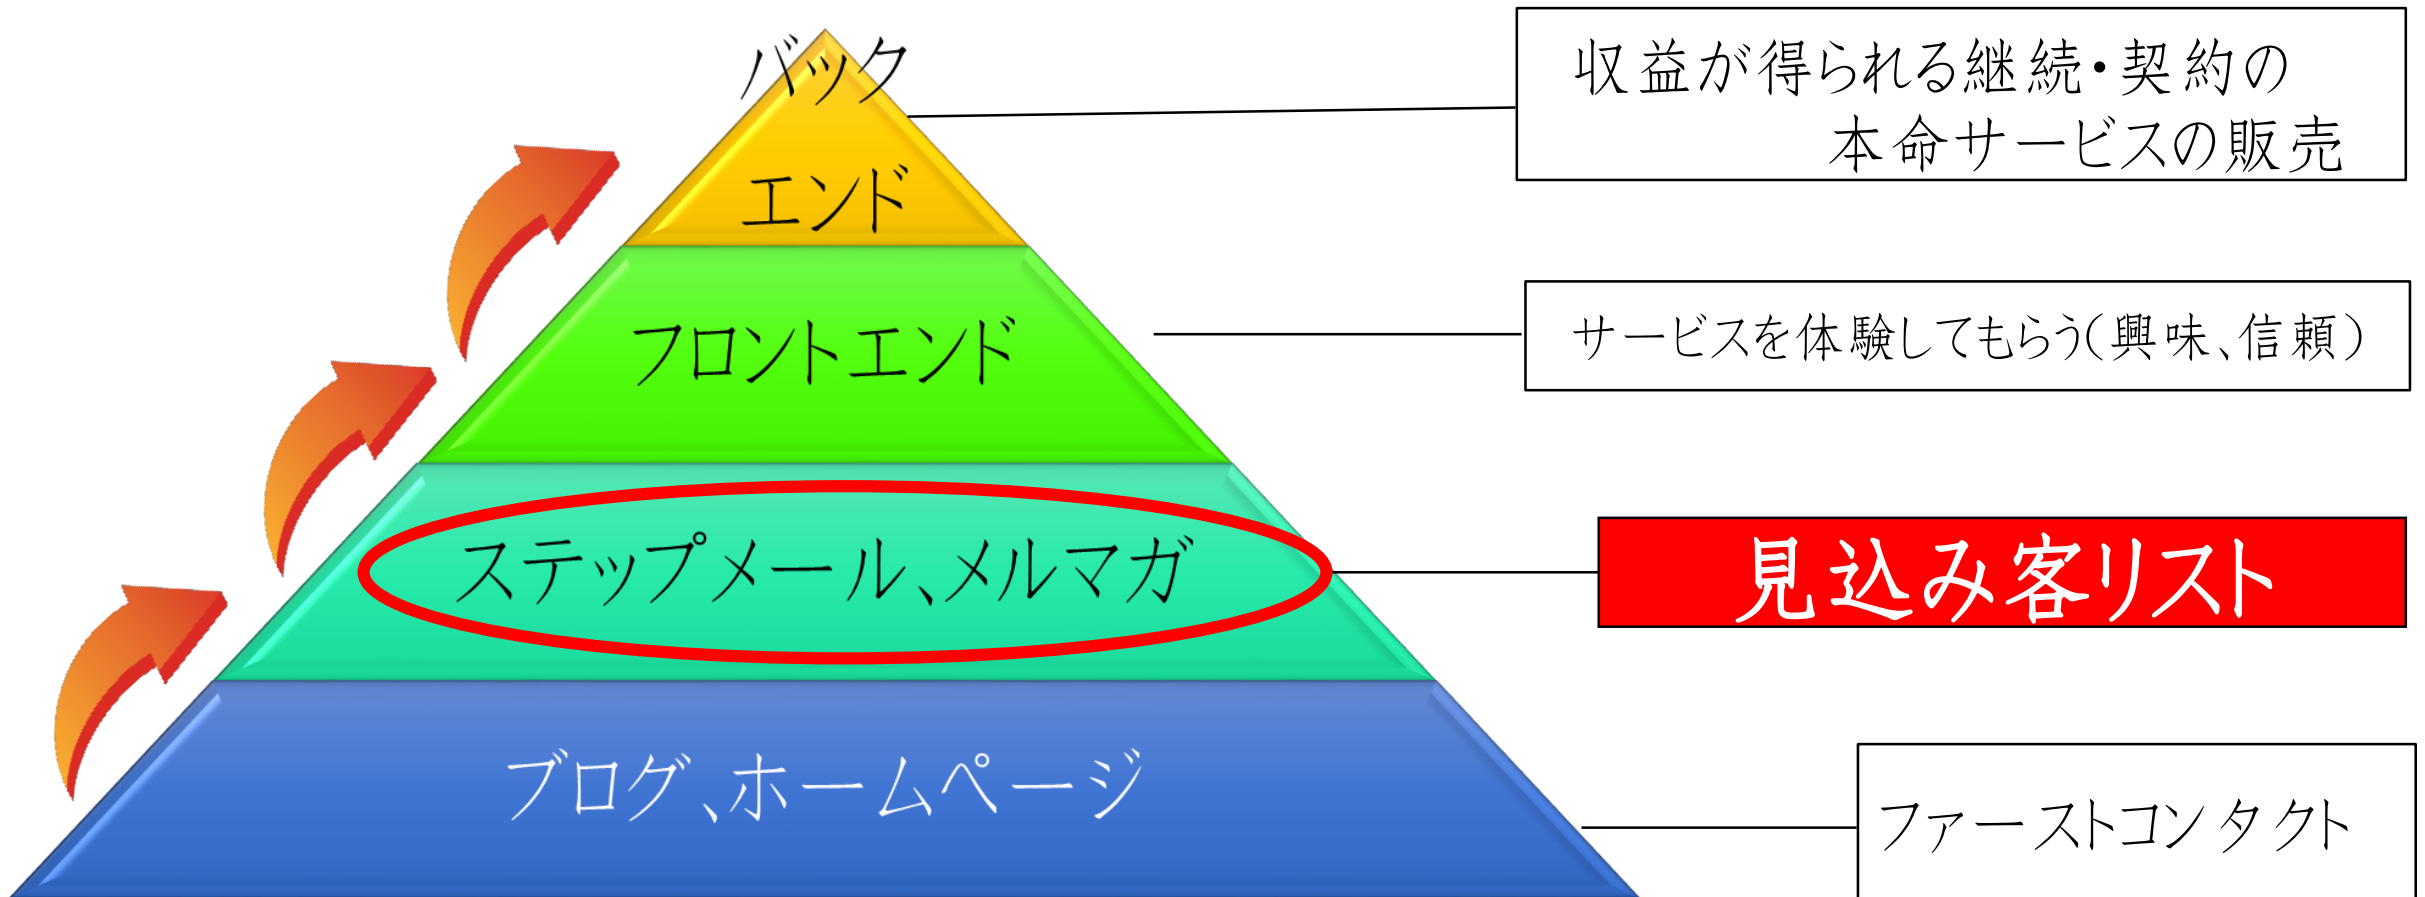 バック
エンド
収益が得られる継続・契約の
本命サービスの販売
フロントエンド
サービスを体験してもらう(興味、信頼)
ステップメール、メルマガ
見込み客リスト
ブログ、ホームページ
ファーストコンタクト